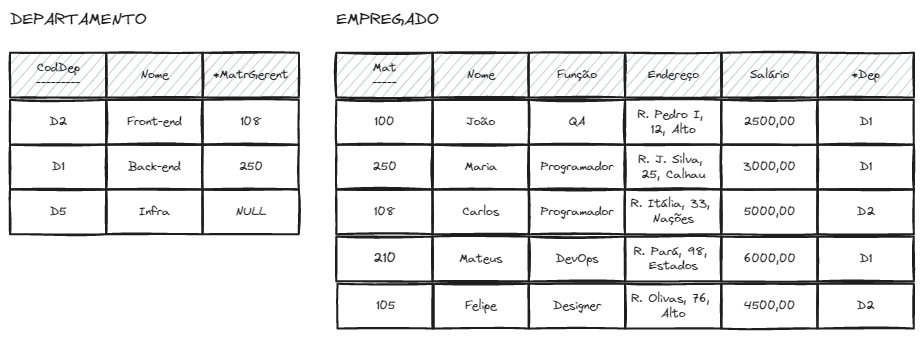 DEPARTAMENTO
CodDep Nome *MatrGerent
D2 Front-end 108
D1 Back-end 250
D5 Infra NULL
EMPREGADO
Mat Nome Função Endereço Salário *Dep
100 João QA R. Pedro I, 12, Alto 2500,00 D1
250 Maria Programador R. J. Silva, 25, Calhau 3000,00 D1
108 Carlos Programador R. Itália, 33, Nações 5000,00 D2
210 Mateus DevOps R. Pará, 98, Estados 6000,00 D1
105 Felipe Designer R. Olivas, 76, Alto 4500,00 D2